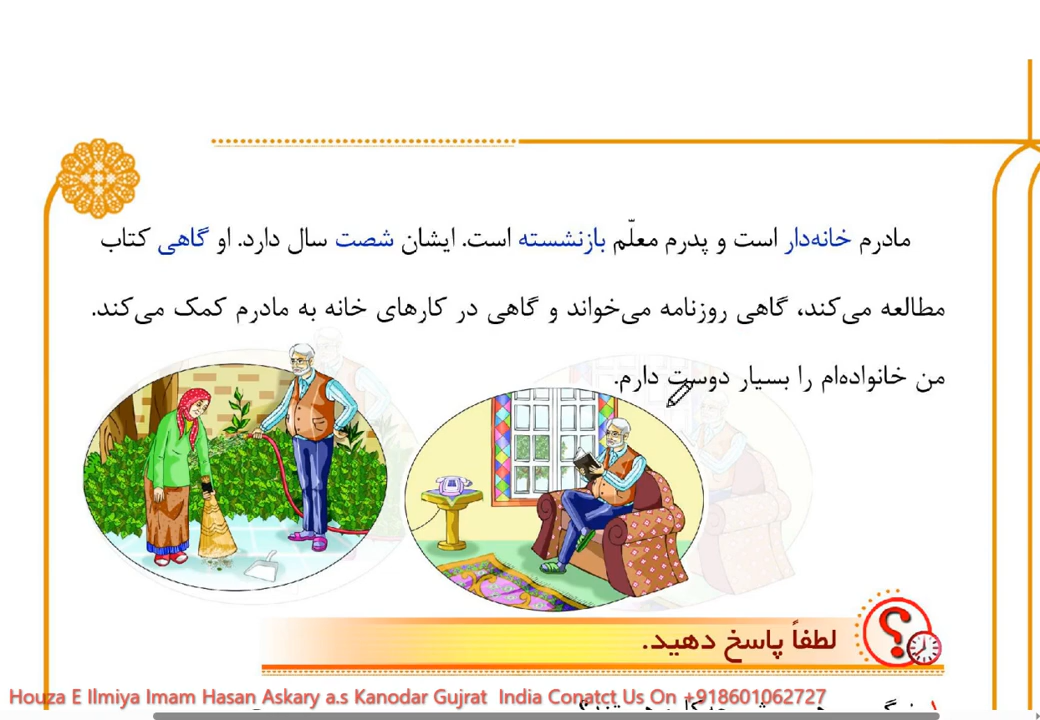 مادرم خانه‌دار است و پدرم معلّم بازنشسته است. ایشان شصت سال دارد. او گاهی کتاب
مطالعه می‌کند، گاهی روزنامه می‌خواند و گاهی در کارهای خانه به مادرم کمک می‌کند.
من خانواده‌ام را بسیار دوست دارم.
؟
لطفاً پاسخ دهید.
Houza E Ilmiya Imam Hasan Askary a.s Kanodar Gujrat India Conatct Us On +918601062727